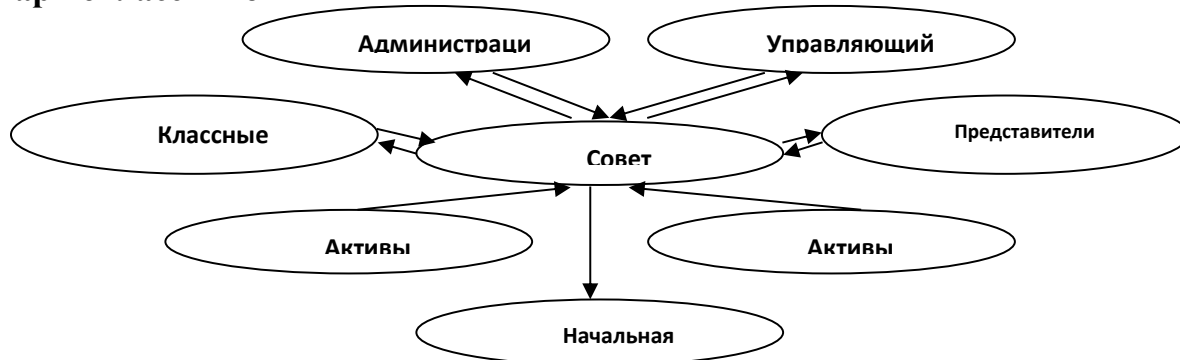 Администраци
Управляющий
Классные
Представители
Совет
Активы
Активы
Начальная